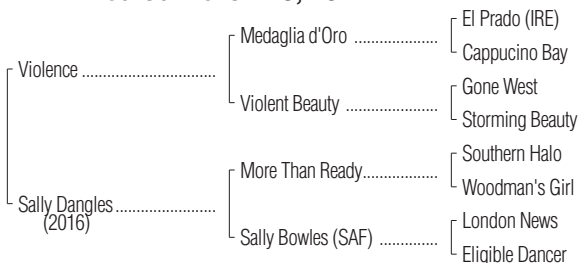 El Prado (IRE)
Medaglia d'Oro ....................
Cappucino Bay
Violence ................................
Gone West
Violent Beauty ......................
Storming Beauty
Southern Halo
More Than Ready..................
Woodman's Girl
Sally Dangles ........................
(2016)
London News
Sally Bowles (SAF) ..............
Eligible Dancer